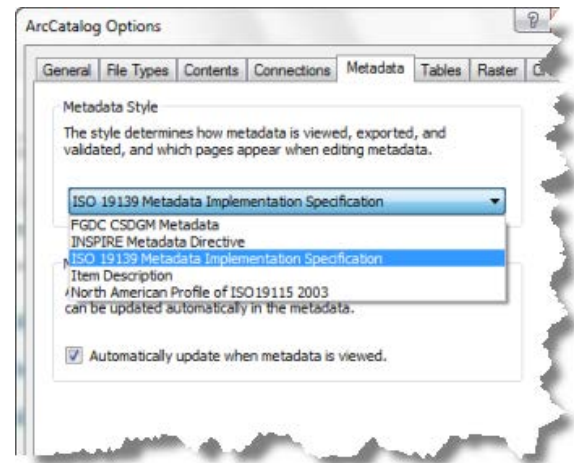 ArcCatalog Options
General File Types Contents Connections Metadata Tables Raster
Metadata Style
The style determines how metadata is viewed, exported, and
validated, and which pages appear when editing metadata.
ISO 19139 Metadata Implementation Specification
FGDC CSDGM Metadata
INSPIRE Metadata Directive
ISO 19139 Metadata Implementation Specification
Item Description
North American Profile of ISO19115 2003
can be updated automatically in the metadata.
Automatically update when metadata is viewed.